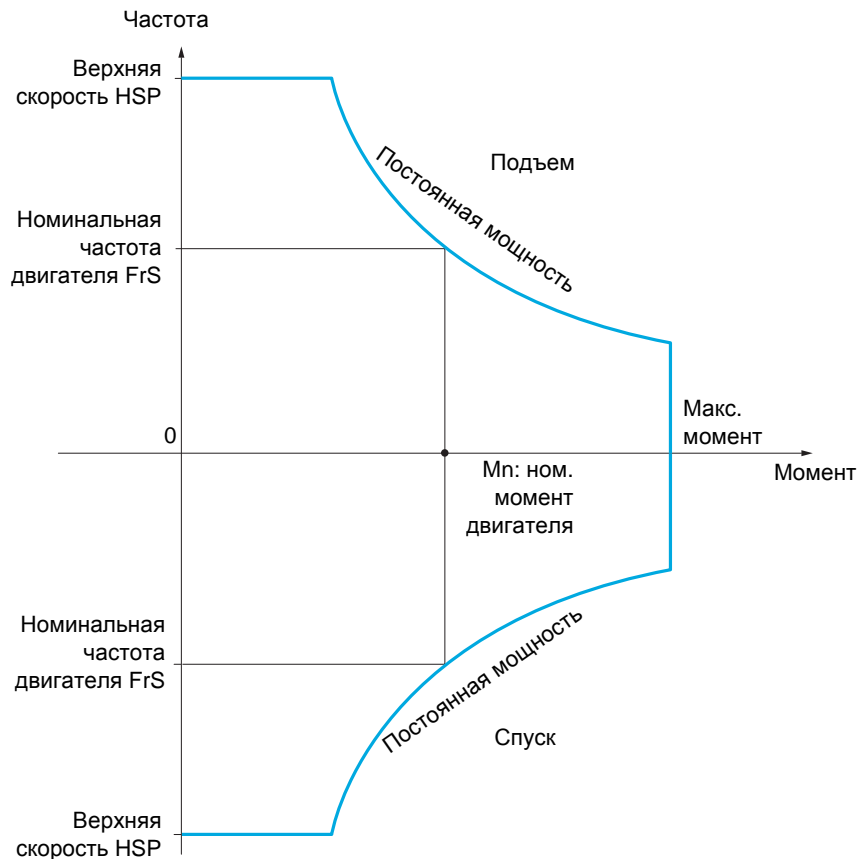 Частота
Верхняя
скорость HSP
Подъем
Постоянная мощность
Номинальная
частота
двигателя FrS
Макс.
момент
0
Момент
Mn: ном.
момент
двигателя
Номинальная
частота
двигателя FrS
Постоянная мощность
Спуск
Верхняя
скорость HSP